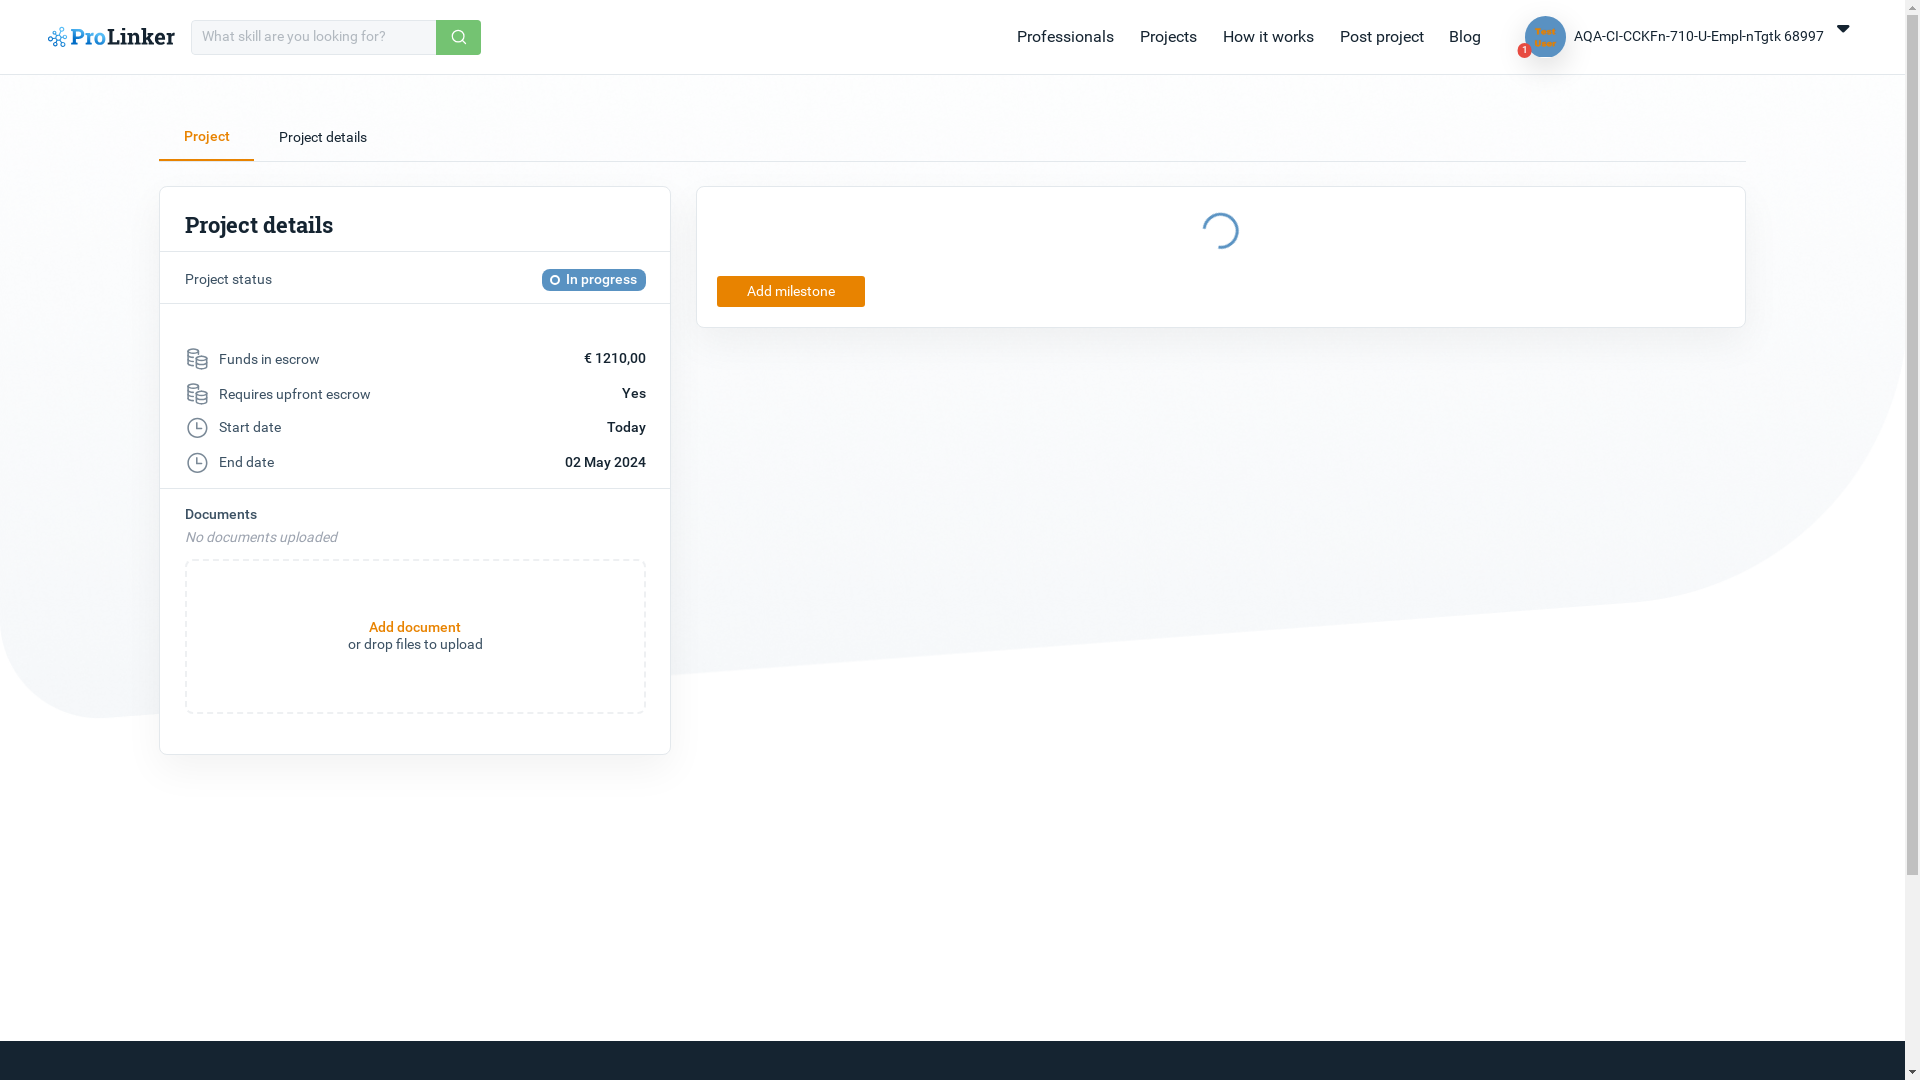 ProLinker
What skill are you looking for?
Professionals
Projects
How it works
Post project
Blog
Test
User
1
AQA-CI-CCKFn-710-U-Empl-nTgtk 68997
Project
Project details
Project details
Project status
In progress
Funds in escrow
€ 1210,00
Requires upfront escrow
Yes
Start date
Today
End date
02 May 2024
Documents
No documents uploaded
Add document
or drop files to upload
Add milestone